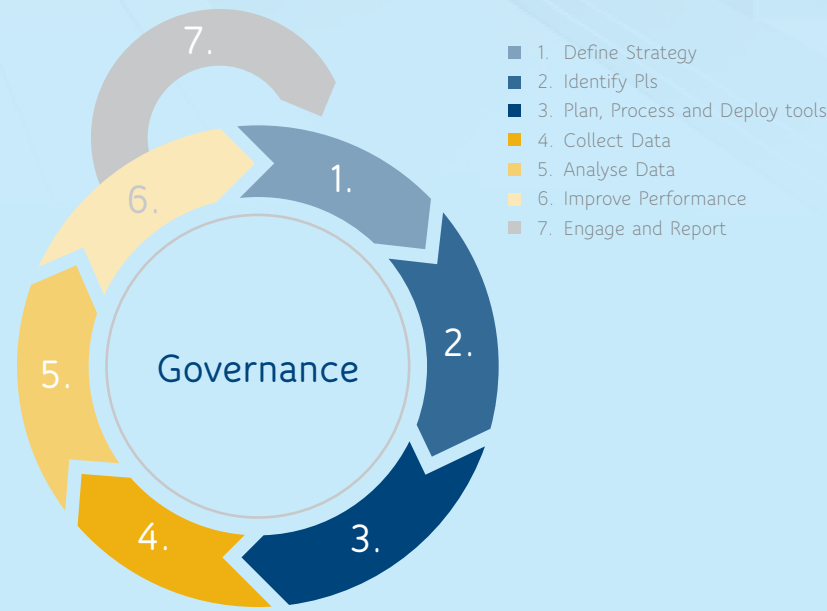 7.
1. Define Strategy
2. Identify PIs
3. Plan, Process and Deploy tools
4. Collect Data
5. Analyse Data
6. Improve Performance
7. Engage and Report
1.
6.
2.
Governance
5.
4.
3.